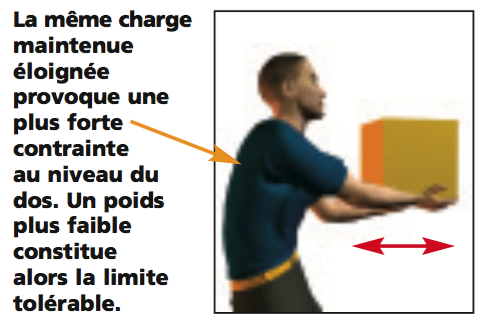 La même charge
maintenue
éloignée
provoque une
plus forte
contrainte
au niveau du
dos. Un poids
plus faible
constitue
alors la limite
tolérable.